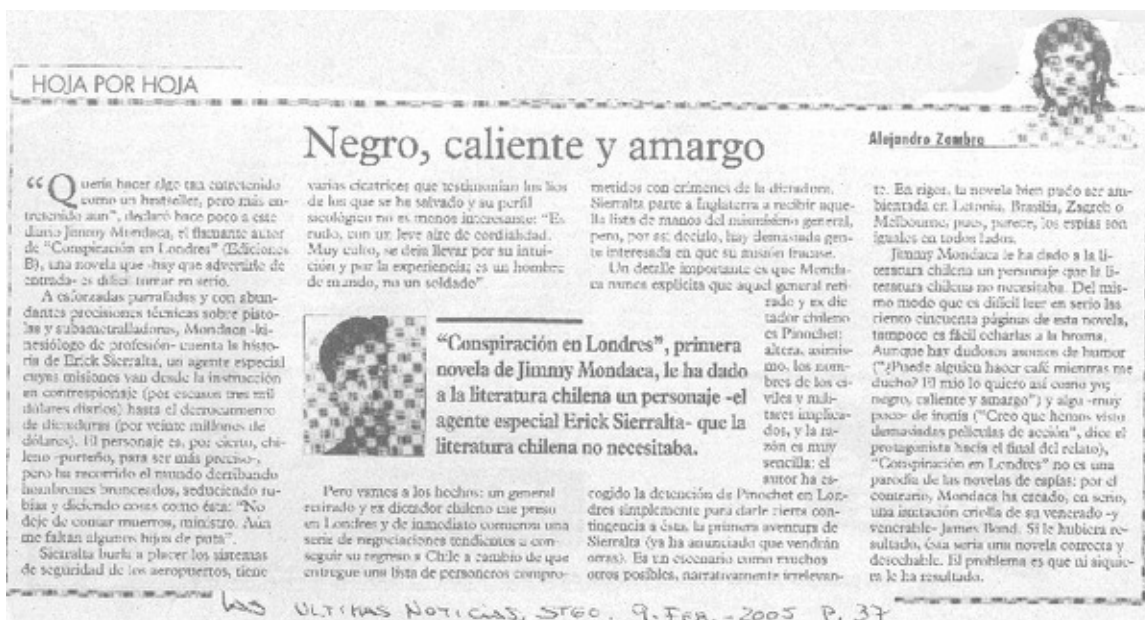 HOJA POR HOJA
Negro, caliente y amargo
Alejandro Zambra
“Quería hacer algo tan entretenido
como un bestseller, pero más en-
tretenido aun”, declaró hace poco a este
diario Jimmy Mondaca, el flamante autor
de “Conspiración en Londres” (Ediciones
B), una novela que -hay que advertirlo de
entrada- es difícil tomar en serio.
A esforzadas parrafadas y con abun-
dantes precisiones técnicas sobre pisto-
las y subametralladoras, Mondaca -ki-
nesiólogo de profesión- cuenta la histo-
ria de Erick Sierralta, un agente especial
cuyas misiones van desde la instrucción
en contraespionaje (por escasos tres mil
dólares diarios) hasta el derrocamiento
de dictaduras (por veinte millones de
dólares). El personaje es, por cierto, chi-
leno -porteño, para ser más preciso-,
pero ha recorrido el mundo derribando
hombrones bronceados, seduciendo ru-
bias y diciendo cosas como ésta: “No
deje de contar muertos, ministro. Aún
me faltan algunos hijos de puta”.
Sierralta burla a placer los sistemas
de seguridad de los aeropuertos, tiene
varias cicatrices que testimonian los líos
de los que se ha salvado y su perfil
sicológico no es menos interesante: “Es
rudo, con un leve aire de cordialidad.
Muy culto, se deja llevar por su intui-
ción y por la experiencia; es un hombre
de mundo, no un soldado”
“Conspiración en Londres”, primera
novela de Jimmy Mondaca, le ha dado
a la literatura chilena un personaje -el
agente especial Erick Sierralta- que la
literatura chilena no necesitaba.
Pero vamos a los hechos: un general
retirado y ex dictador chileno cae preso
en Londres y de inmediato comienza una
serie de negociaciones tendientes a con-
seguir su regreso a Chile a cambio de que
entregue una lista de personeros compro-
metidos con crímenes de la dictadura.
Sierralta parte a Inglaterra a recibir aque-
lla lista de manos del mismísimo general,
pero, por así decirlo, hay demasiada gen-
te interesada en que su misión fracase.
Un detalle importante es que Monda-
ca nunca explicita que aquel general reti
rado y ex dic
tador chileno
es Pinochet;
altera, asimis-
mo, los nom-
bres de los ci-
viles y mili-
tares implica-
dos, y la ra-
zón es muy
sencilla: el
autor ha es-
cogido la detención de Pinochet en Lon-
dres simplemente para darle cierta con-
tingencia a ésta, la primera aventura de
Sierralta (ya ha anunciado que vendrán
otras). Es un escenario como muchos
otros posibles, narrativamente irrelevan-
te. En rigor, la novela bien pudo ser am-
bientada en Letonia, Brasilia, Zagreb o
Melbourne, pues, parece, los espías son
iguales en todos lados.
Jimmy Mondaca le ha dado a la li-
teratura chilena un personaje que la li-
teratura chilena no necesitaba. Del mis-
mo modo que es difícil leer en serio las
ciento cincuenta páginas de esta novela,
tampoco es fácil echarlas a la broma.
Aunque hay dudosos asomos de humor
(“¿Puede alguien hacer café mientras me
ducho? El mío lo quiero así como yo;
negro, caliente y amargo”) y algo -muy
poco- de ironía (“Creo que hemos visto
demasiadas películas de acción”, dice el
protagonista hacia el final del relato),
“Conspiración en Londres” no es una
parodia de las novelas de espías: por el
contrario, Mondaca ha creado, en serio,
una imitación criolla de su venerado -y
venerable- James Bond. Si le hubiera re-
sultado, ésta sería una novela correcta y
desechable. El problema es que ni siquie-
ra le ha resultado.
Las ULTIMAS NOTICIAS, STGO, 9. FEB. - 2005 P. 37